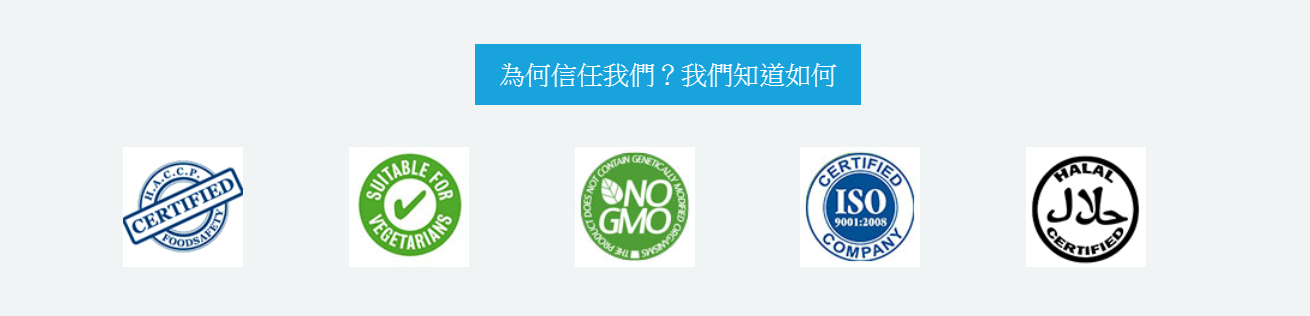 為何信任我們？我們知道如何
H.A.C.C.P.
CERTIFIED
FOODSAFETY
SUITABLE FOR
VEGETARIANS
THE PRODUCT DOES NOT CONTAIN GENETICALLY MODIFIED ORGANISMS
NO
GMO
CERTIFIED
ISO
9001:2008
COMPANY
HALAL
حلال
CERTIFIED